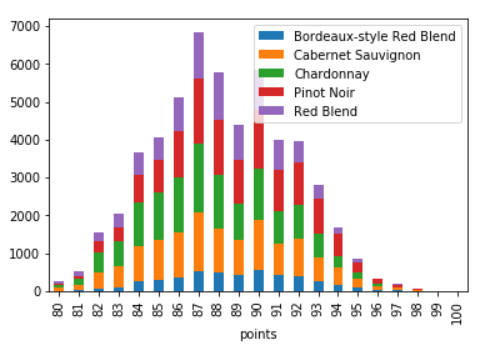 7000
6000
5000
4000
3000
2000
1000
0
Bordeaux-style Red Blend
Cabernet Sauvignon
Chardonnay
Pinot Noir
Red Blend
80 81 82 83 84 85 86 87 88 89 90 91 92 93 94 95 96 97 98 99 100
points